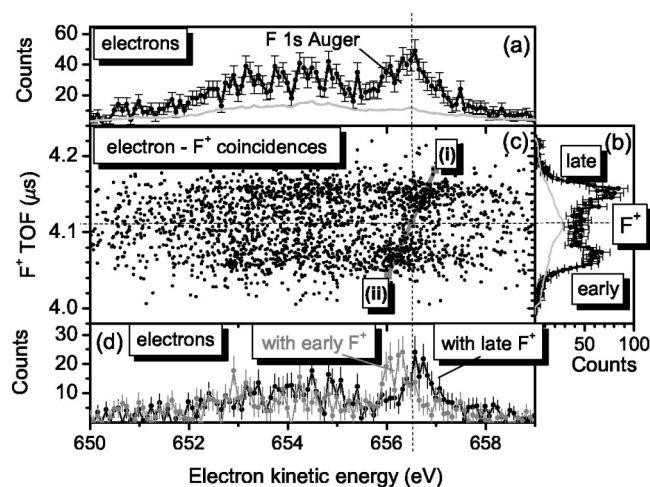 60
40
20
Counts
electrons
F 1s Auger
(a)
4.2
4.1
4.0
F⁺ TOF (μs)
electron - F⁺ coincidences
(c)
(i)
(ii)
(b)
late
F⁺
early
50 100
Counts
30
20
10
Counts
(d)
electrons
with early F⁺
with late F⁺
650 652 654 656 658
Electron kinetic energy (eV)